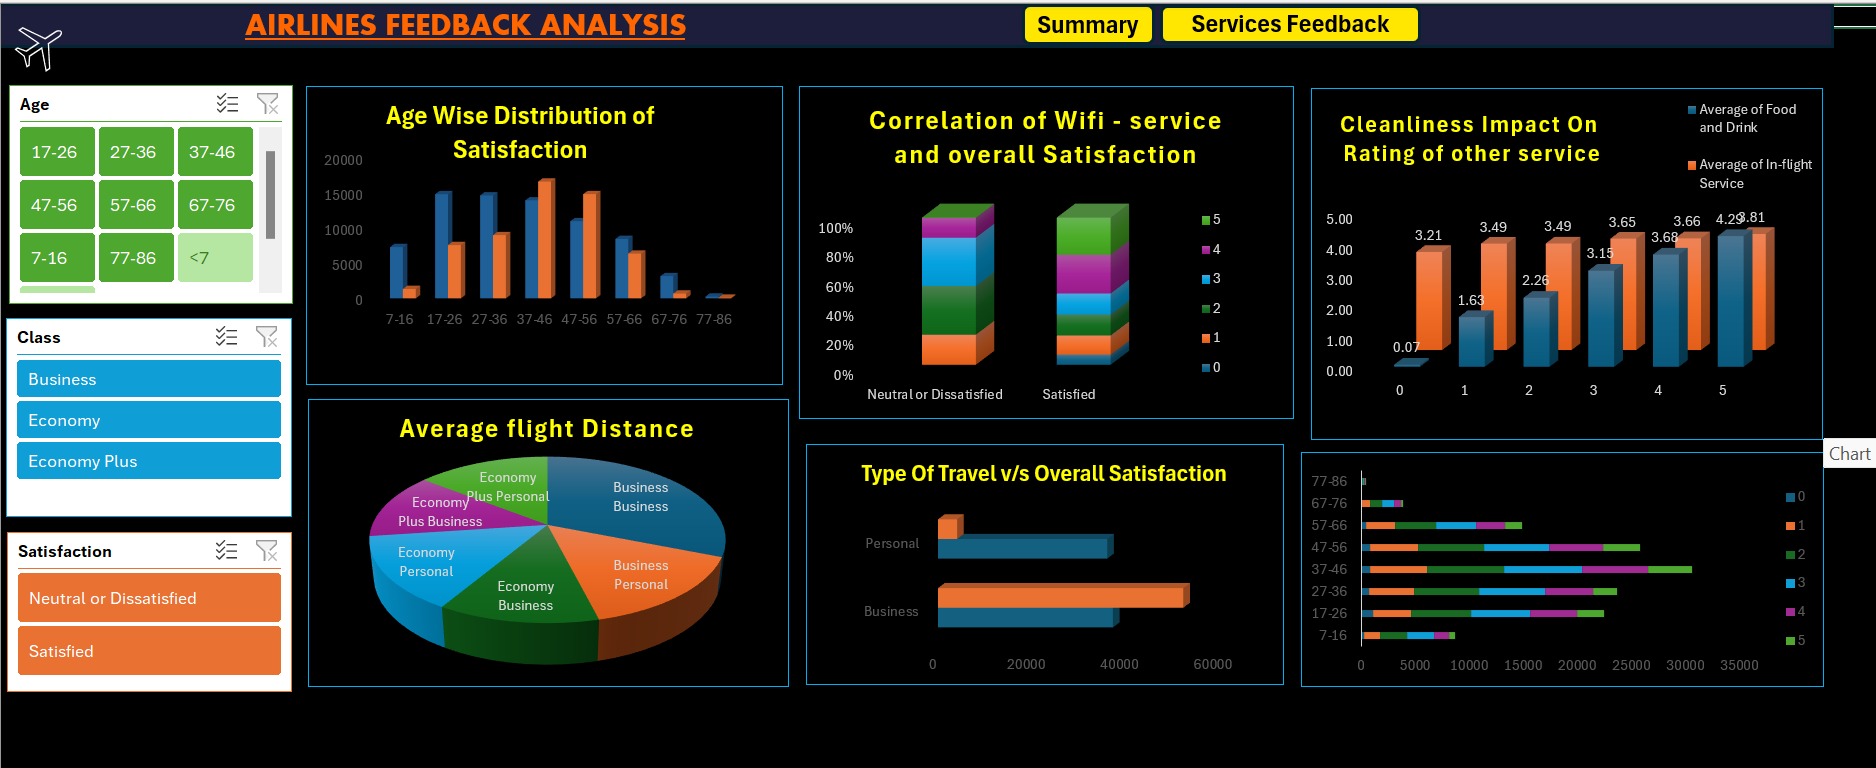 AIRLINES FEEDBACK ANALYSIS
Summary
Services Feedback
Age
17-26
27-36
37-46
47-56
57-66
67-76
7-16
77-86
<7
Class
Business
Economy
Economy Plus
Satisfaction
Neutral or Dissatisfied
Satisfied
Age Wise Distribution of
Satisfaction
20000
15000
10000
5000
0
7-16 17-26 27-36 37-46 47-56 57-66 67-76 77-86
Average flight Distance
Economy
Plus Personal
Business
Business
Economy
Plus Business
Economy
Personal
Business
Personal
Economy
Business
Correlation of Wifi - service
and overall Satisfaction
100%
80%
60%
40%
20%
0%
Neutral or Dissatisfied Satisfied
5
4
3
2
1
0
Type Of Travel v/s Overall Satisfaction
Personal
Business
0 20000 40000 60000
Cleanliness Impact On
Rating of other service
Average of Food
and Drink
Average of In-flight
Service
5.00
4.00
3.00
2.00
1.00
0.00
3.21 3.49 3.49 3.65 3.66 3.81
0.07 1.63 2.26 3.15 3.68 4.29
0 1 2 3 4 5
Chart
77-86
67-76
57-66
47-56
37-46
27-36
17-26
7-16
0 5000 10000 15000 20000 25000 30000 35000
0
1
2
3
4
5